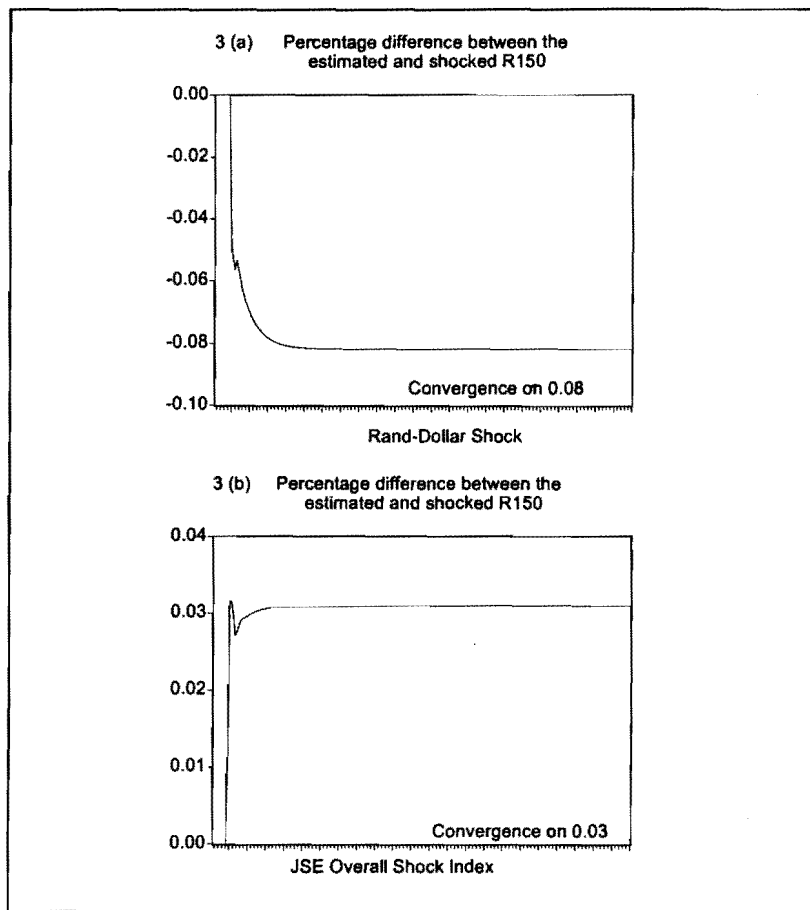 3 (a) Percentage difference between the
estimated and shocked R150
0.00
-0.02
-0.04
-0.06
-0.08
-0.10
Convergence on 0.08
Rand-Dollar Shock
3 (b) Percentage difference between the
estimated and shocked R150
0.04
0.03
0.02
0.01
0.00
Convergence on 0.03
JSE Overall Shock Index